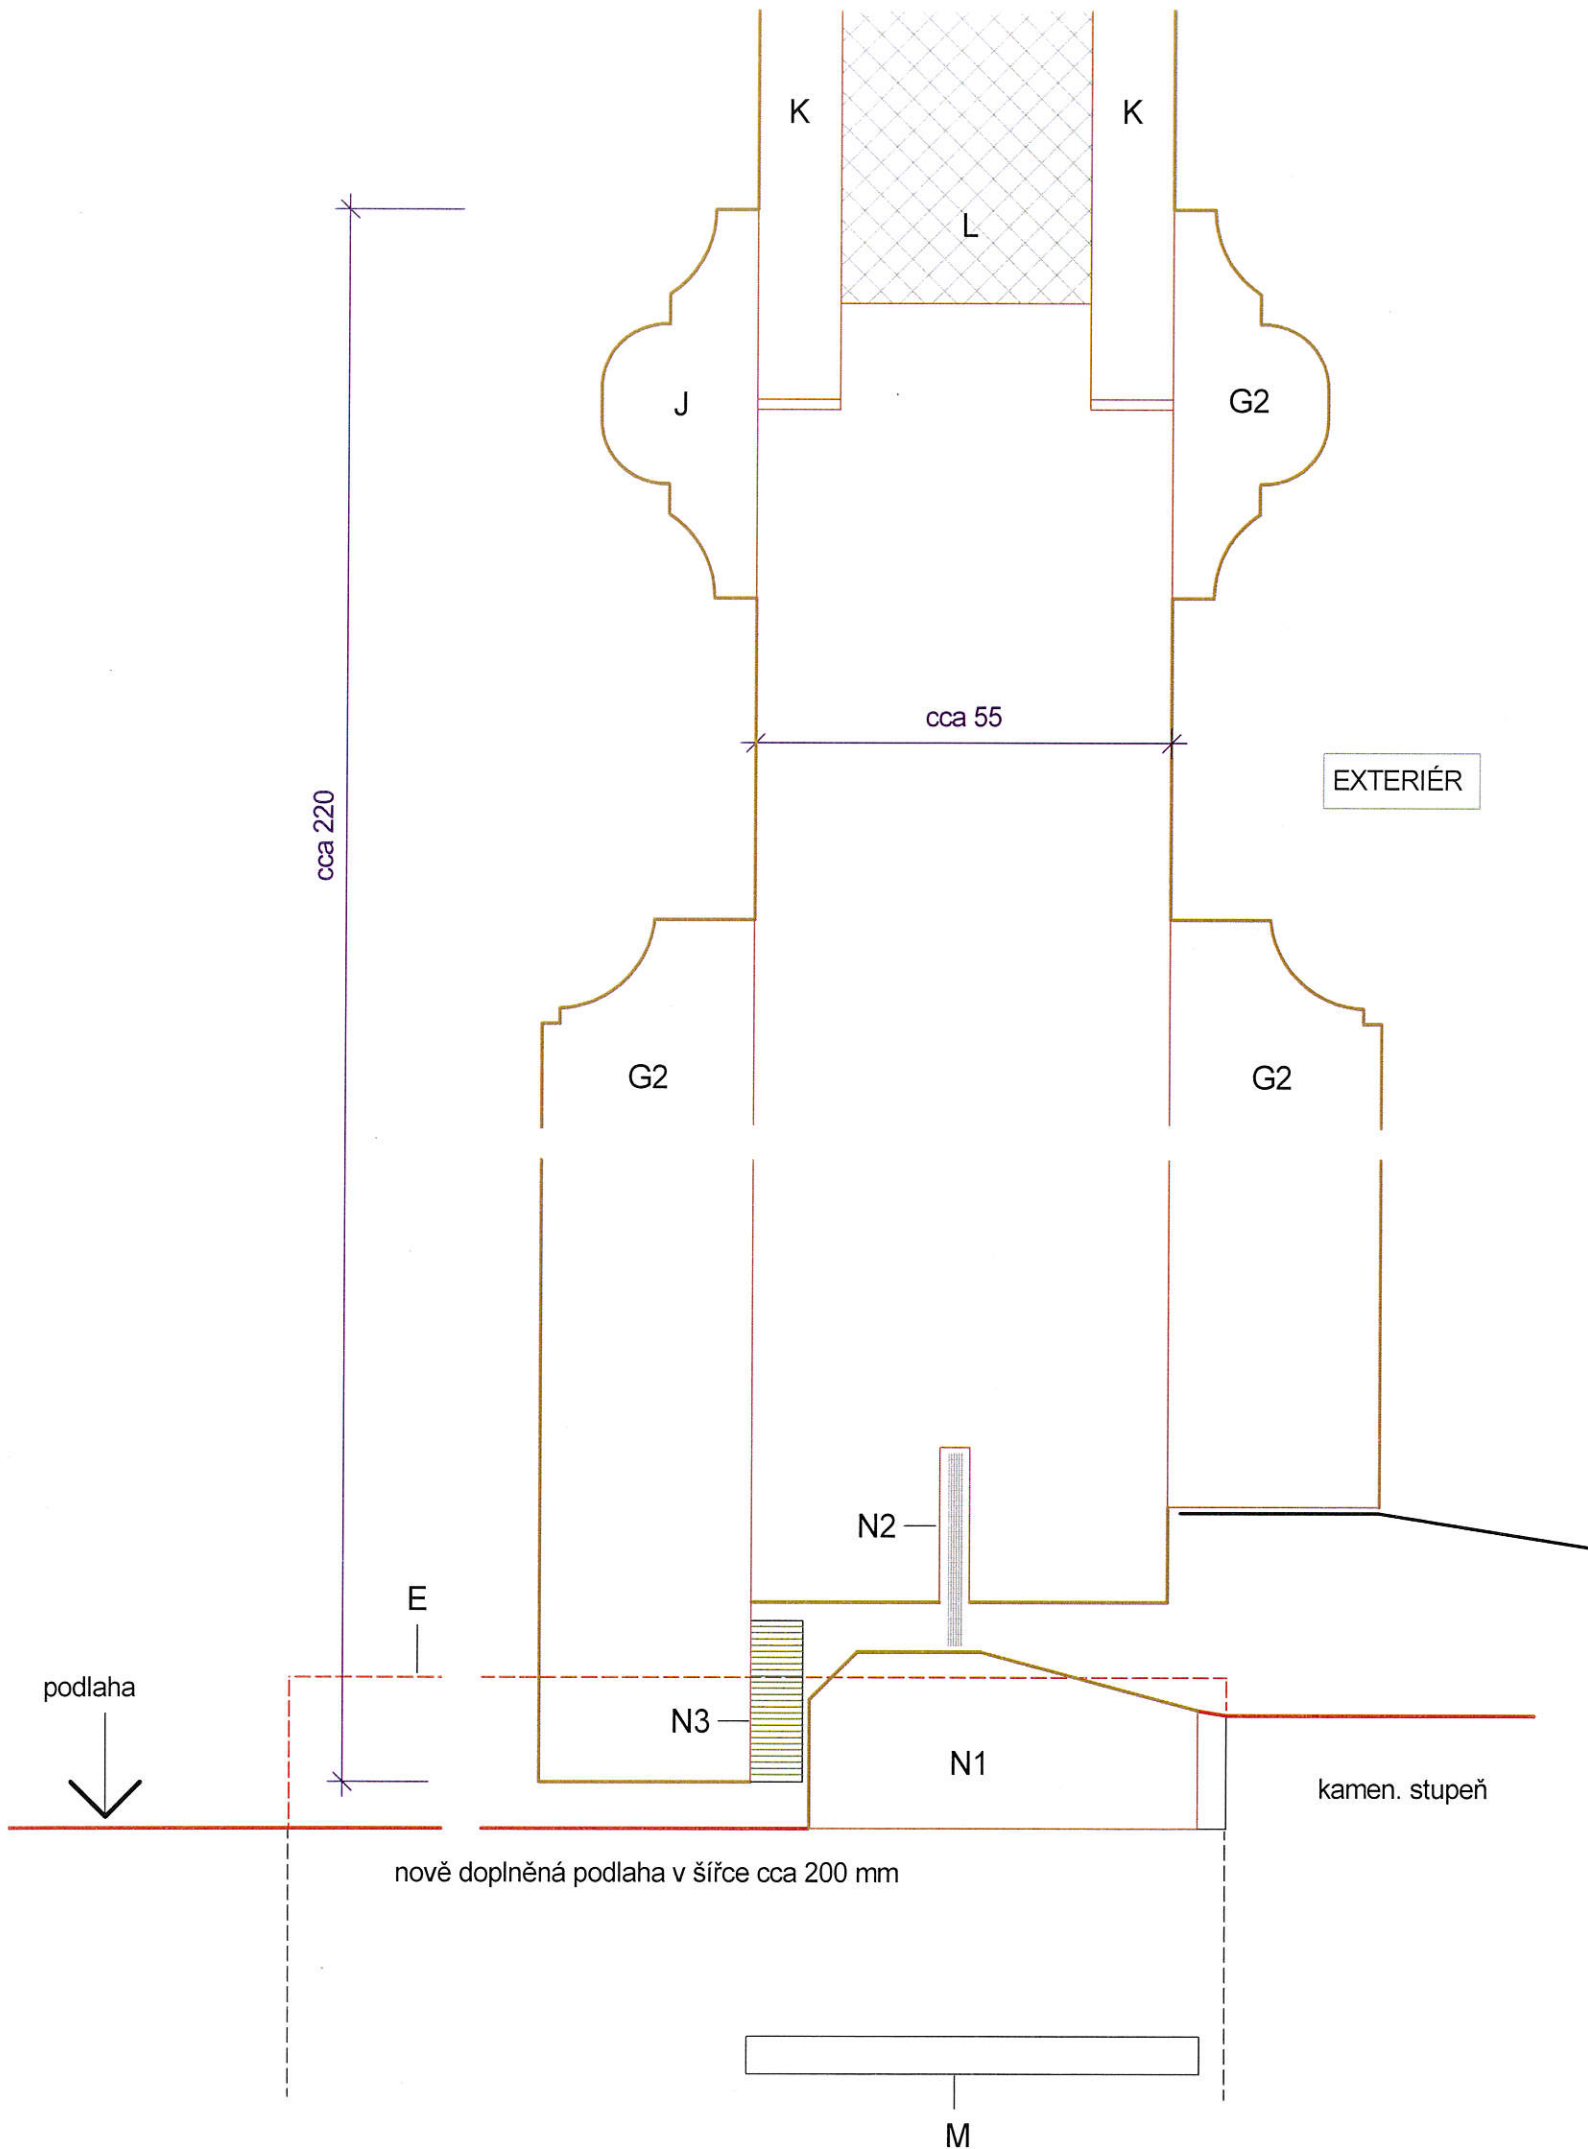 K
K
L
J
G2
cca 55
EXTERIÉR
cca 220
G2
G2
N2
E
podlaha
N3
N1
kamen. stupeň
nově doplněná podlaha v šířce cca 200 mm
M